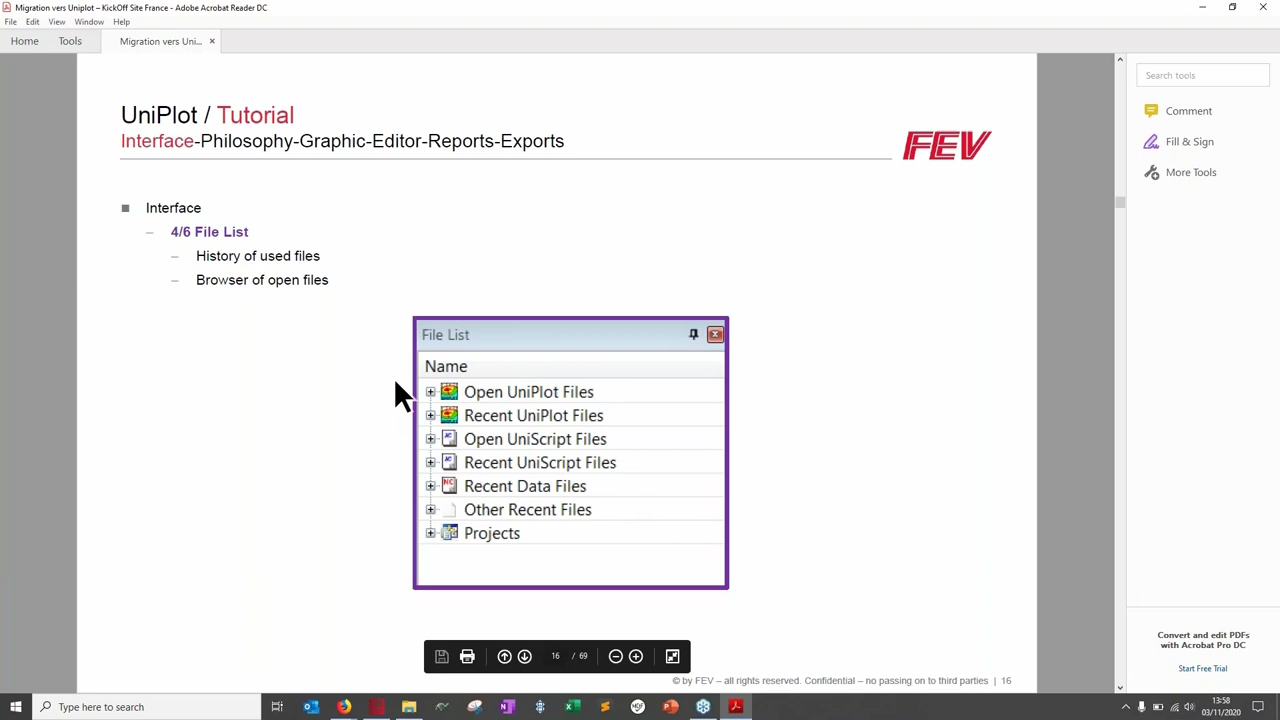 Migration vers Uniplot – KickOff Site France - Adobe Acrobat Reader DC
File Edit View Window Help
Home Tools Migration vers Uni... ×
Search tools
Comment
Fill & Sign
More Tools
UniPlot / Tutorial
Interface-Philosophy-Graphic-Editor-Reports-Exports
FEV
Interface
– 4/6 File List
– History of used files
– Browser of open files
File List
Name
Open UniPlot Files
Recent UniPlot Files
Open UniScript Files
Recent UniScript Files
Recent Data Files
Other Recent Files
Projects
16 / 69
© by FEV – all rights reserved. Confidential – no passing on to third parties | 16
Convert and edit PDFs
with Acrobat Pro DC
Start Free Trial
Type here to search
13:58
03/11/2020